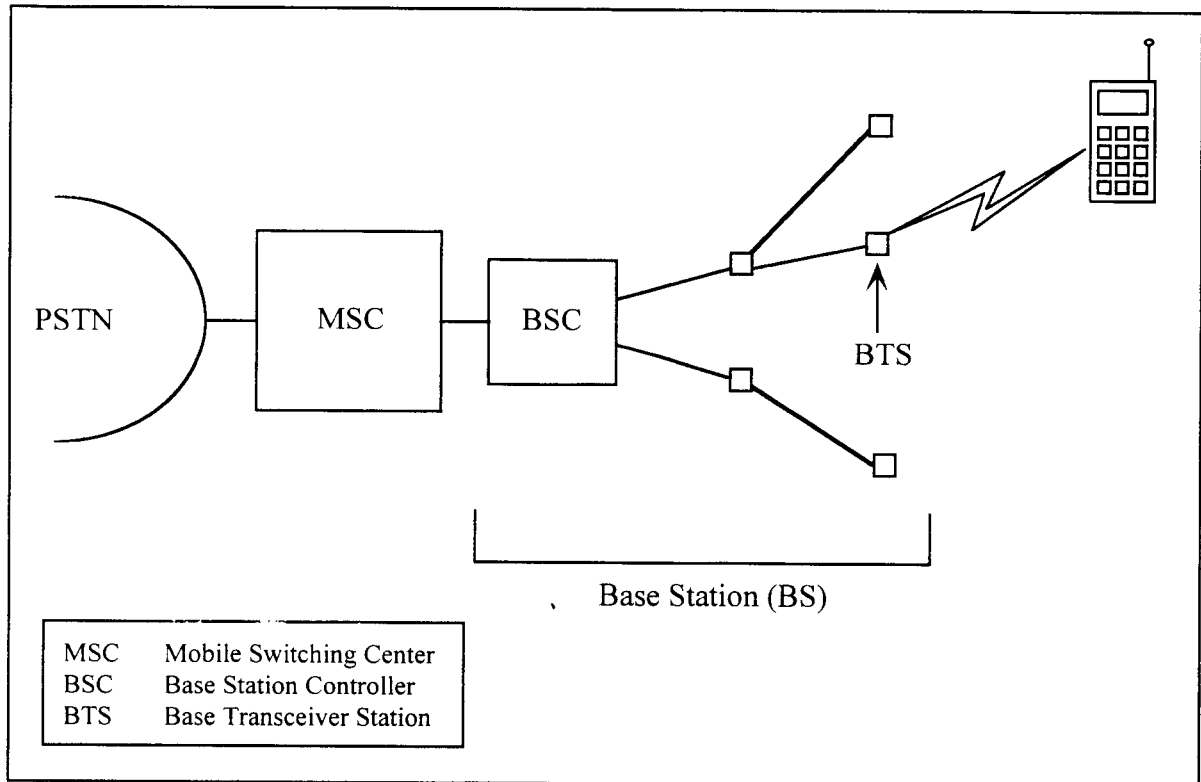 PSTN
MSC
BSC
BTS
Base Station (BS)
MSC Mobile Switching Center
BSC Base Station Controller
BTS Base Transceiver Station